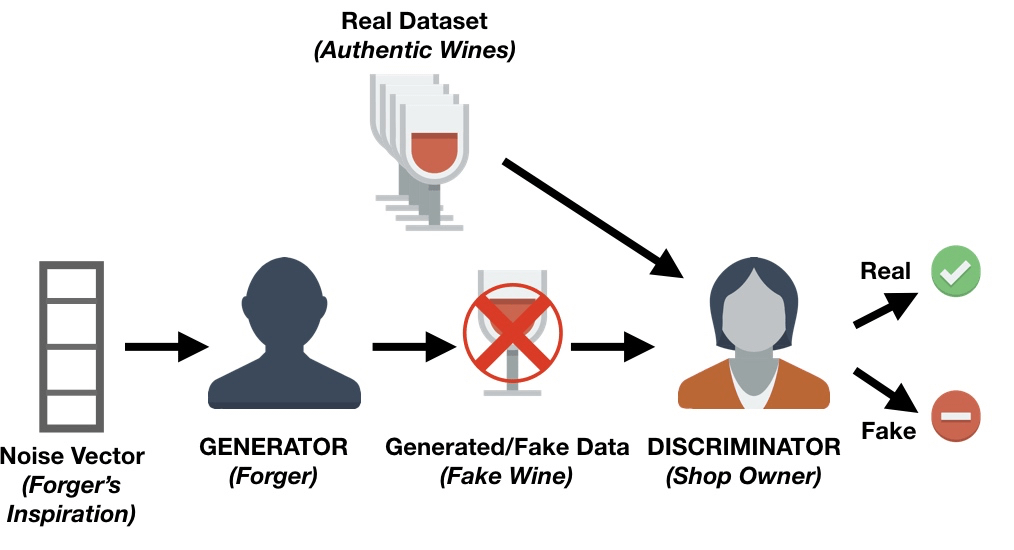 Real Dataset
(Authentic Wines)
Real
Fake
Noise Vector
(Forger’s
Inspiration)
GENERATOR
(Forger)
Generated/Fake Data
(Fake Wine)
DISCRIMINATOR
(Shop Owner)